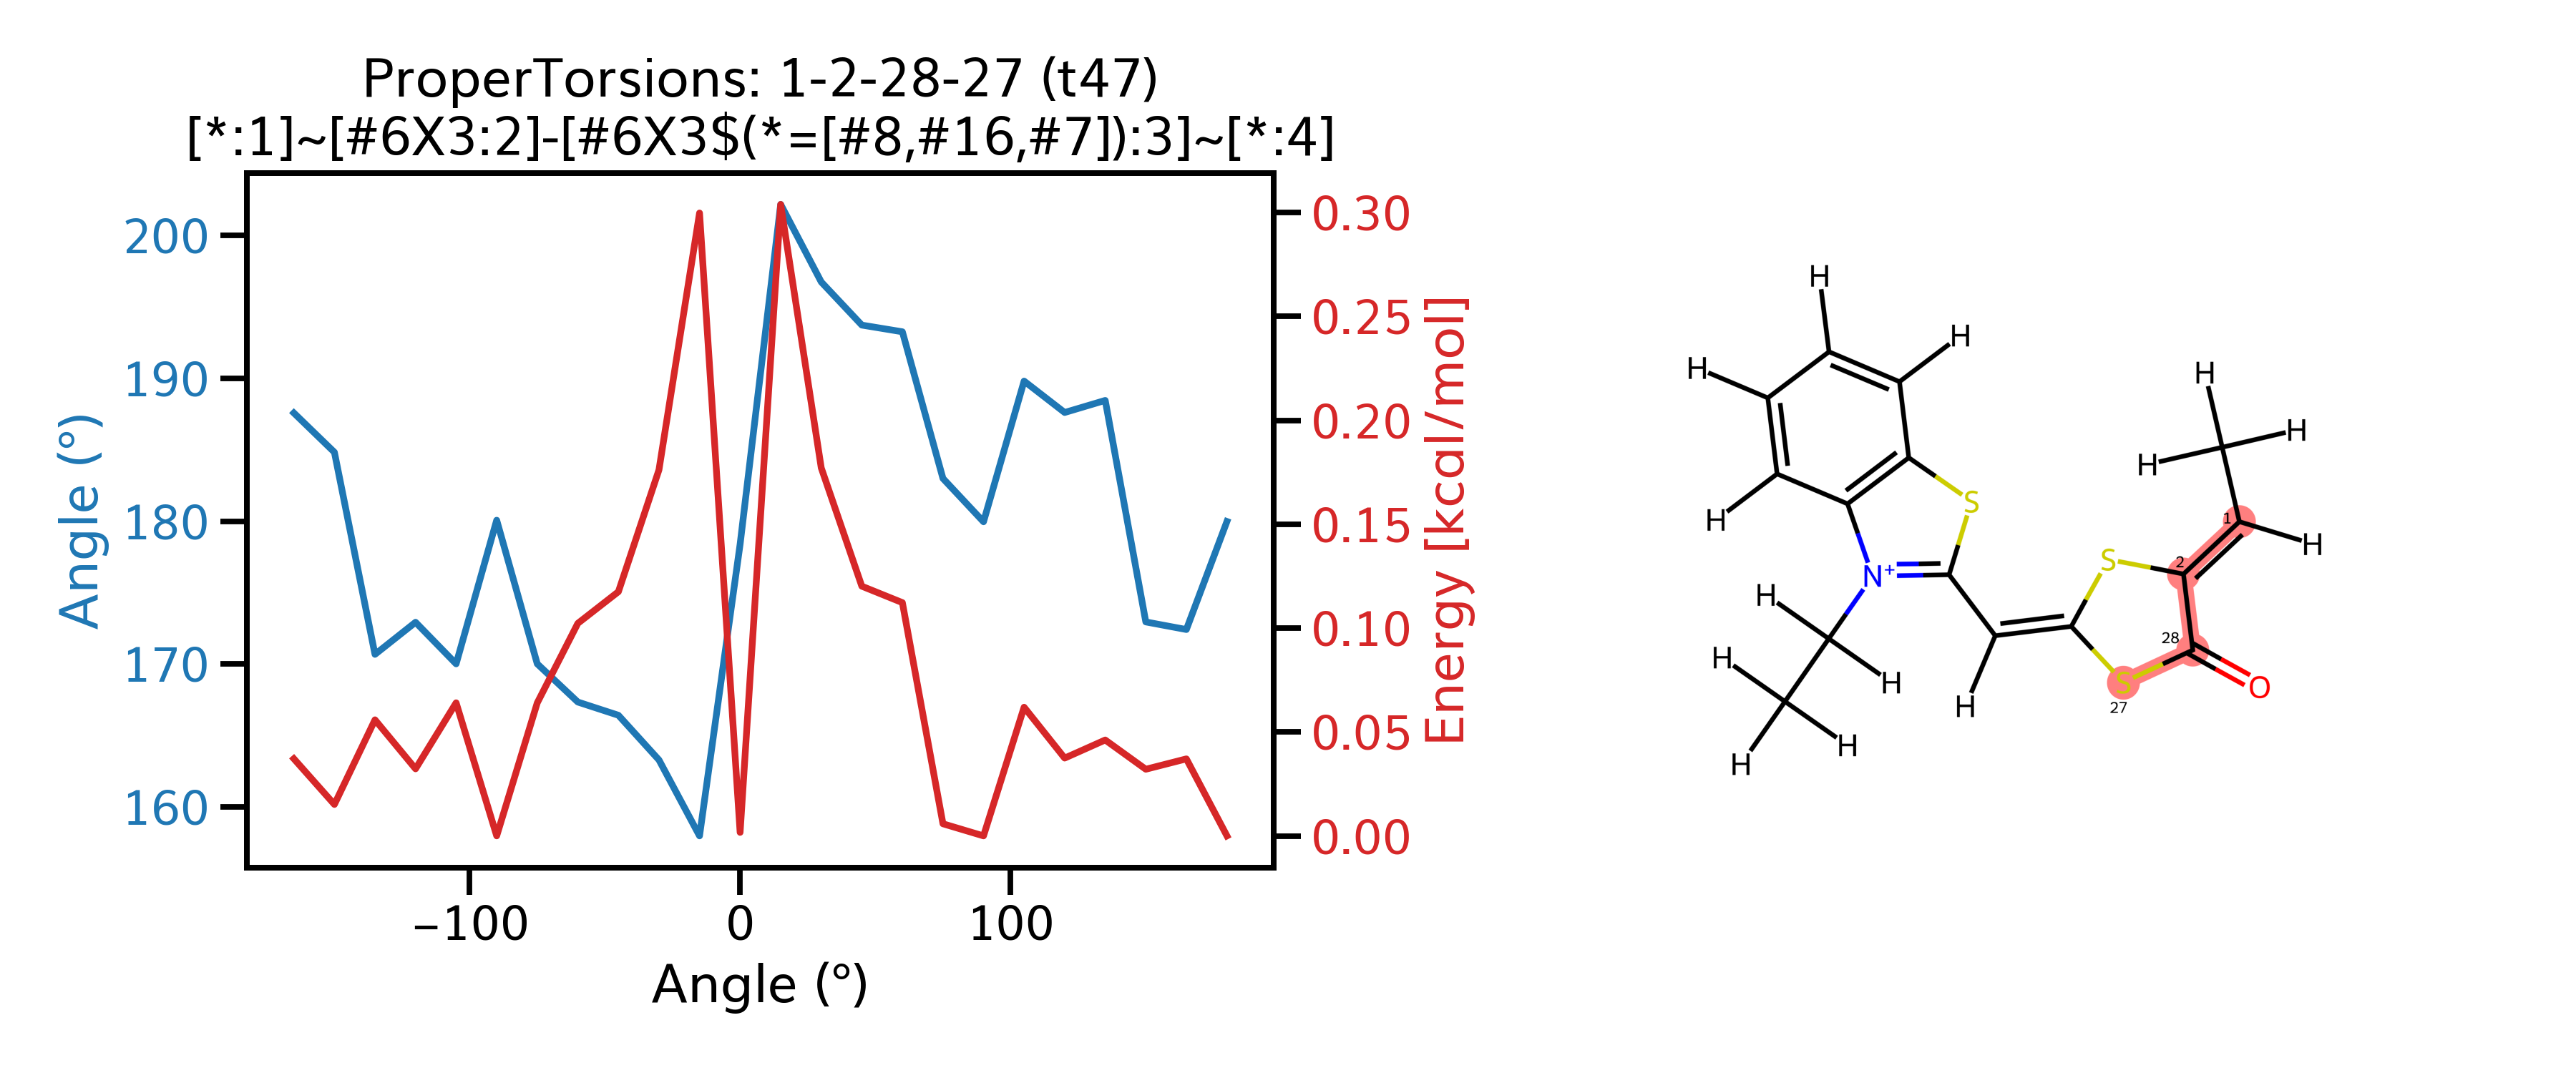 ProperTorsions: 1-2-28-27 (t47)
[*:1]~[#6X3:2]-[#6X3$(*=[#8,#16,#7]):3]~[*:4]
Angle (°)
200
190
180
170
160
−100
0
100
Angle (°)
0.30
0.25
0.20
0.15
0.10
0.05
0.00
Energy [kcal/mol]
H
H
H
H
H
H
H
S
N⁺
H
H
H
H
H
H
S
S
O
H
1
2
28
27